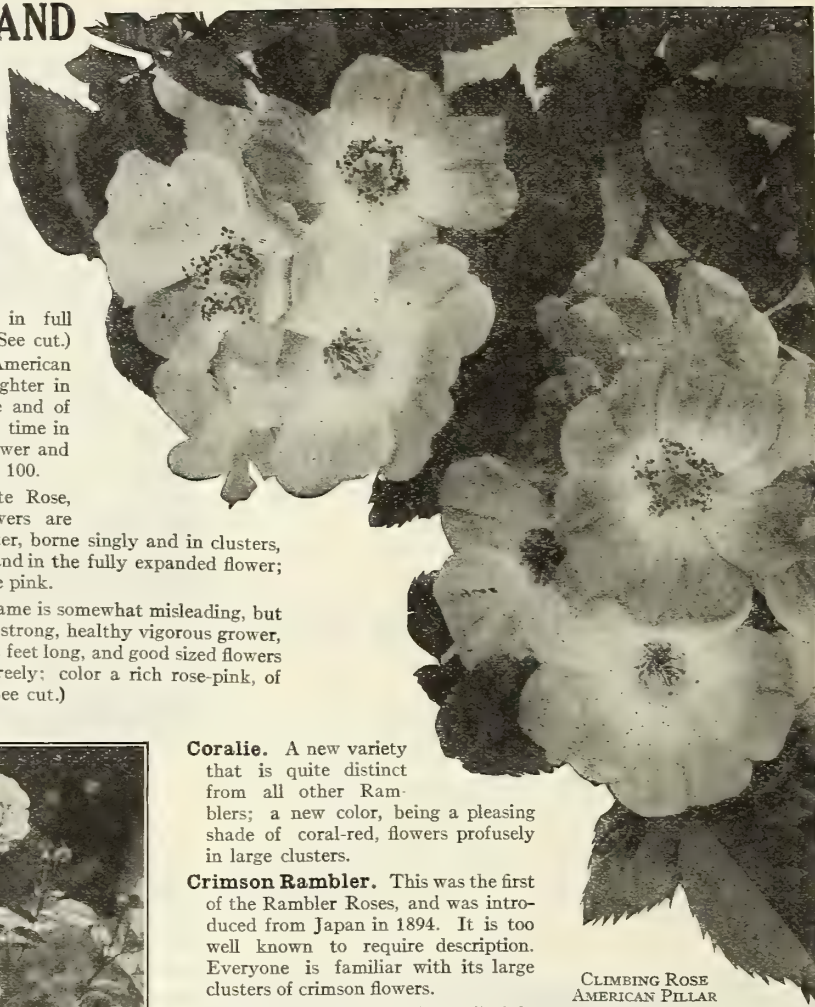 AND
in full
See cut.)
American
ghter in
e and of
time in
wer and
100.
te Rose,
vers are
er, borne singly and in clusters,
nd in the fully expanded flower;
e pink.
ame is somewhat misleading, but
strong, healthy vigorous grower,
feet long, and good sized flowers
reely; color a rich rose-pink, of
ee cut.)
Coralie. A new variety
that is quite distinct
from all other Ram-
blers; a new color, being a pleasing
shade of coral-red, flowers profusely
in large clusters.
Crimson Rambler. This was the first
of the Rambler Roses, and was intro-
duced from Japan in 1894. It is too
well known to require description.
Everyone is familiar with its large
clusters of crimson flowers.
CLIMBING ROSE
AMERICAN PILLAR